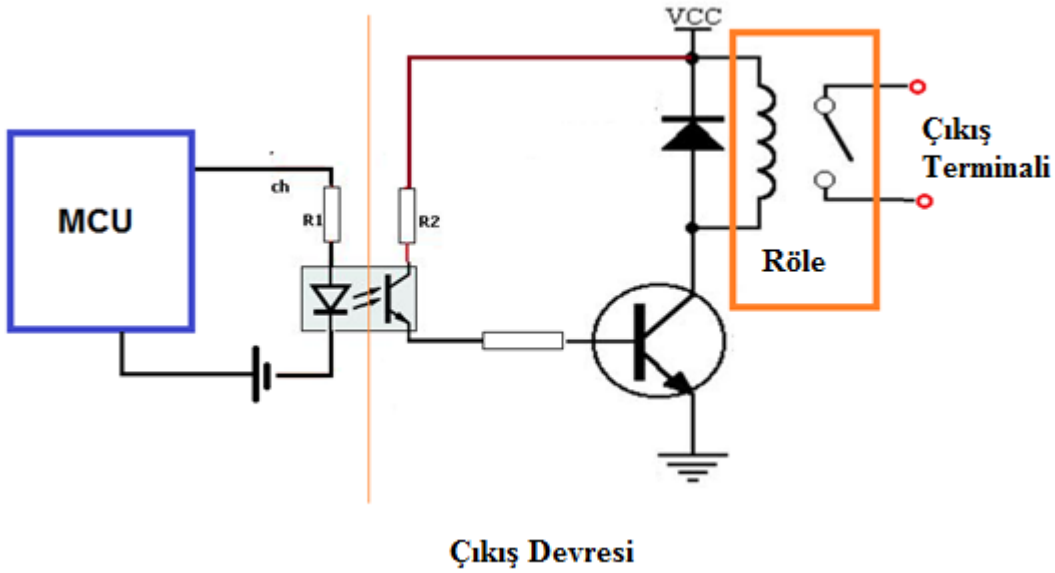 VCC
MCU
ch
R1
R2
Çıkış
Terminali
Röle
Çıkış Devresi